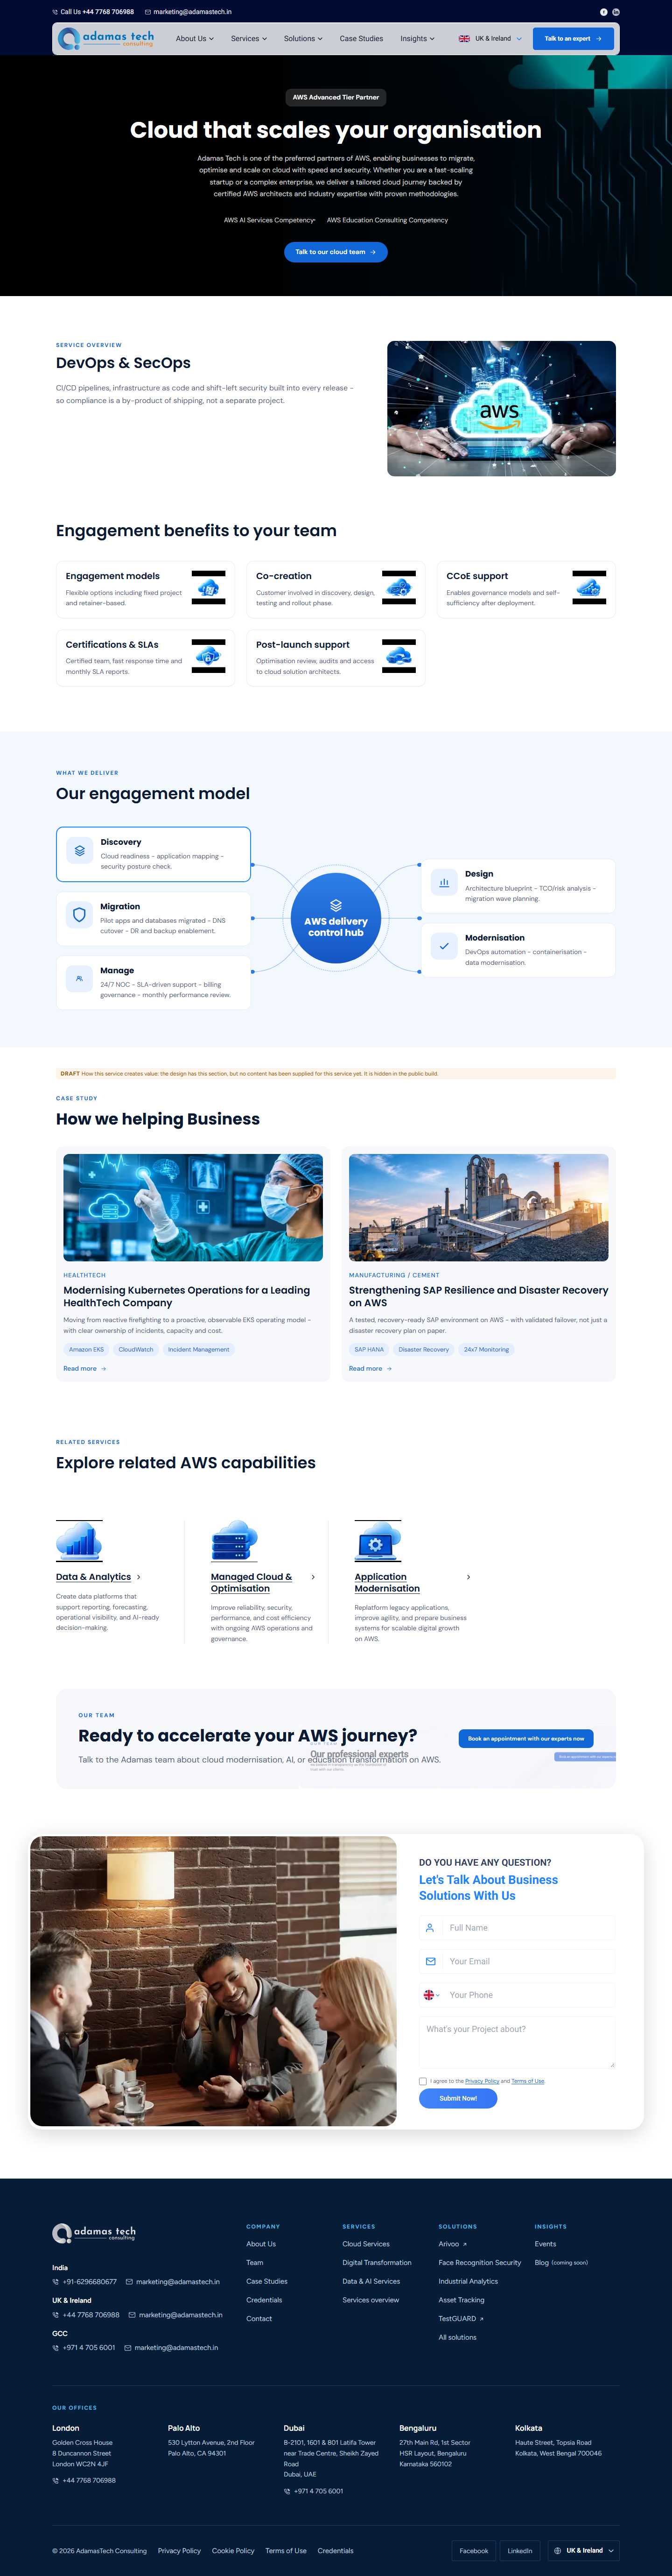 Call Us +44 7768 706988
marketing@adamastech.in
adamas tech
consulting
About Us
Services
Solutions
Case Studies
Insights
UK & Ireland
Talk to an expert
AWS Advanced Tier Partner
Cloud that scales your organisation
Adamas Tech is one of the preferred partners of AWS, enabling businesses to migrate,
optimise and scale on cloud with speed and security. Whether you are a fast-scaling
startup or a complex enterprise, we deliver a tailored cloud journey backed by
certified AWS architects and industry expertise with proven methodologies.
AWS AI Services Competency•
AWS Education Consulting Competency
Talk to our cloud team
SERVICE OVERVIEW
DevOps & SecOps
CI/CD pipelines, infrastructure as code and shift-left security built into every release -
so compliance is a by-product of shipping, not a separate project.
aws
Engagement benefits to your team
Engagement models
Flexible options including fixed project
and retainer-based.
Co-creation
Customer involved in discovery, design,
testing and rollout phase.
CCoE support
Enables governance models and self-
sufficiency after deployment.
Certifications & SLAs
Certified team, fast response time and
monthly SLA reports.
Post-launch support
Optimisation review, audits and access
to cloud solution architects.
WHAT WE DELIVER
Our engagement model
Discovery
Cloud readiness - application mapping -
security posture check.
Migration
Pilot apps and databases migrated - DNS
cutover - DR and backup enablement.
Manage
24/7 NOC - SLA-driven support - billing
governance - monthly performance review.
AWS delivery
control hub
Design
Architecture blueprint - TCO/risk analysis -
migration wave planning.
Modernisation
DevOps automation - containerisation -
data modernisation.
DRAFT How this service creates value: the design has this section, but no content has been supplied for this service yet. It is hidden in the public build.
CASE STUDY
How we helping Business
HEALTHTECH
Modernising Kubernetes Operations for a Leading
HealthTech Company
Moving from reactive firefighting to a proactive, observable EKS operating model -
with clear ownership of incidents, capacity and cost.
Amazon EKS
CloudWatch
Incident Management
Read more
MANUFACTURING / CEMENT
Strengthening SAP Resilience and Disaster Recovery
on AWS
A tested, recovery-ready SAP environment on AWS - with validated failover, not just a
disaster recovery plan on paper.
SAP HANA
Disaster Recovery
24x7 Monitoring
Read more
RELATED SERVICES
Explore related AWS capabilities
Data & Analytics
Create data platforms that
support reporting, forecasting,
operational visibility, and AI-ready
decision-making.
Managed Cloud &
Optimisation
Improve reliability, security,
performance, and cost efficiency
with ongoing AWS operations and
governance.
Application
Modernisation
Replatform legacy applications,
improve agility, and prepare business
systems for scalable digital growth
on AWS.
OUR TEAM
Ready to accelerate your AWS journey?
Talk to the Adamas team about cloud modernisation, AI, or education transformation on AWS.
Our professional experts
Book an appointment with our experts now
DO YOU HAVE ANY QUESTION?
Let's Talk About Business
Solutions With Us
Full Name
Your Email
Your Phone
What's your Project about?
I agree to the Privacy Policy and Terms of Use.
Submit Now!
adamas tech
consulting
India
+91-6296680677
marketing@adamastech.in
UK & Ireland
+44 7768 706988
marketing@adamastech.in
GCC
+971 4 705 6001
marketing@adamastech.in
COMPANY
About Us
Team
Case Studies
Credentials
Contact
SERVICES
Cloud Services
Digital Transformation
Data & AI Services
Services overview
SOLUTIONS
Arivoo
Face Recognition Security
Industrial Analytics
Asset Tracking
TestGUARD
All solutions
INSIGHTS
Events
Blog (coming soon)
OUR OFFICES
London
Golden Cross House
8 Duncannon Street
London WC2N 4JF
+44 7768 706988
Palo Alto
530 Lytton Avenue, 2nd Floor
Palo Alto, CA 94301
Dubai
8-2101, 1601 & 801 Latifa Tower
near Trade Centre, Sheikh Zayed
Road
Dubai, UAE
+971 4 705 6001
Bengaluru
27th Main Rd, 1st Sector
HSR Layout, Bengaluru
Karnataka 560102
Kolkata
Haute Street, Topsia Road
Kolkata, West Bengal 700046
© 2026 AdamasTech Consulting
Privacy Policy
Cookie Policy
Terms of Use
Credentials
Facebook
LinkedIn
UK & Ireland